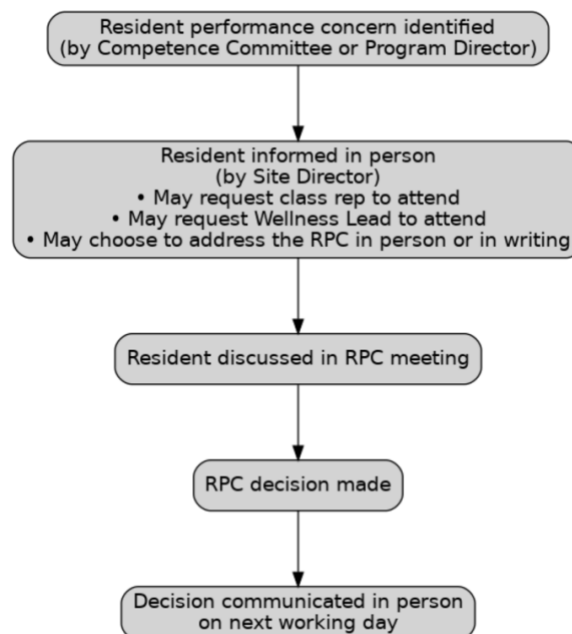 Resident performance concern identified
(by Competence Committee or Program Director)
Resident informed in person
(by Site Director)
• May request class rep to attend
• May request Wellness Lead to attend
• May choose to address the RPC in person or in writing
Resident discussed in RPC meeting
RPC decision made
Decision communicated in person
on next working day